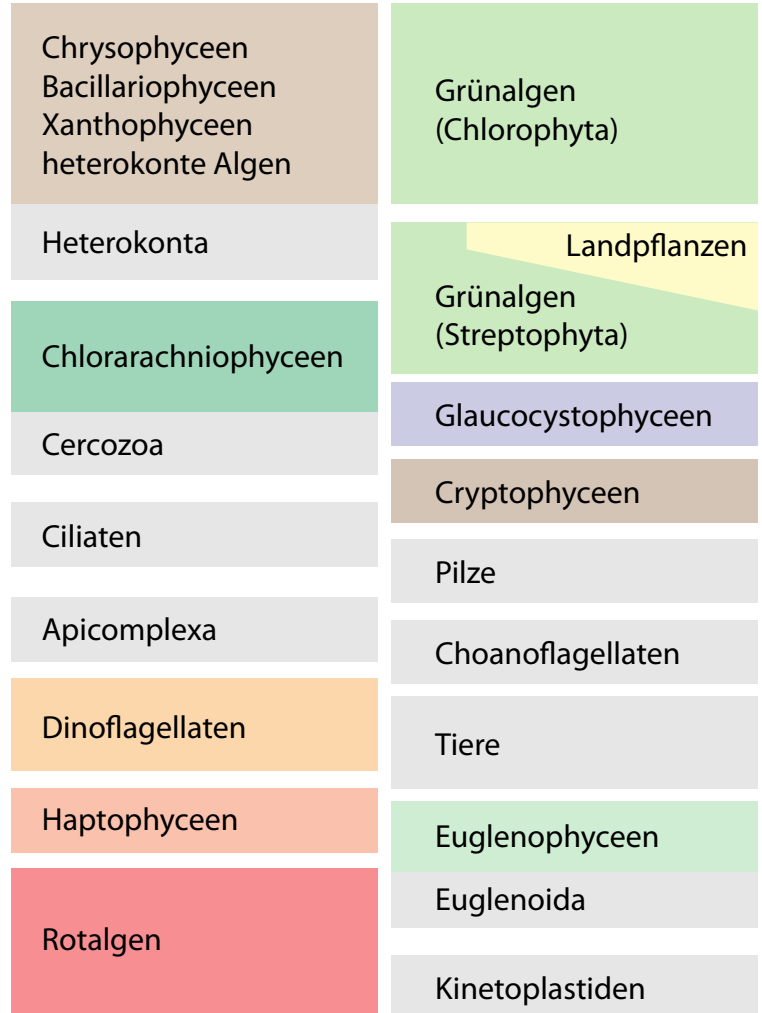 Chrysophyceen
Bacillariophyceen
Xanthophyceen
heterokonte Algen
Heterokonta
Chlorarachniophyceen
Cercozoa
Ciliaten
Apicomplexa
Dinoflagellaten
Haptophyceen
Rotalgen
Grünalgen
(Chlorophyta)
Landpflanzen
Grünalgen
(Streptophyta)
Glaucocystophyceen
Cryptophyceen
Pilze
Choanoflagellaten
Tiere
Euglenophyceen
Euglenoida
Kinetoplastiden